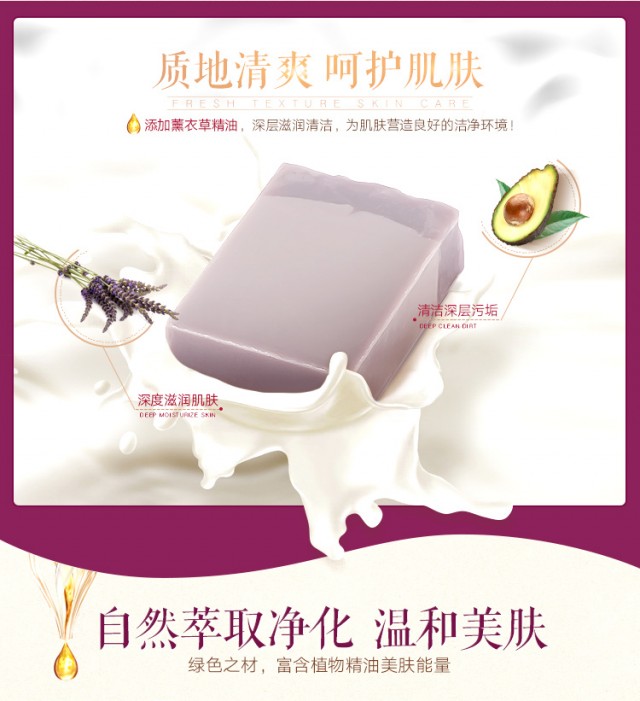 质地清爽 呵护肌肤
FRESH TEXTURE SKIN CARE
添加薰衣草精油，深层滋润清洁，为肌肤营造良好的洁净环境！
清洁深层污垢
DEEP CLEAN DIRT
深度滋润肌肤
DEEP MOISTURIZE SKIN
自然萃取净化 温和美肤
绿色之材，富含植物精油美肤能量